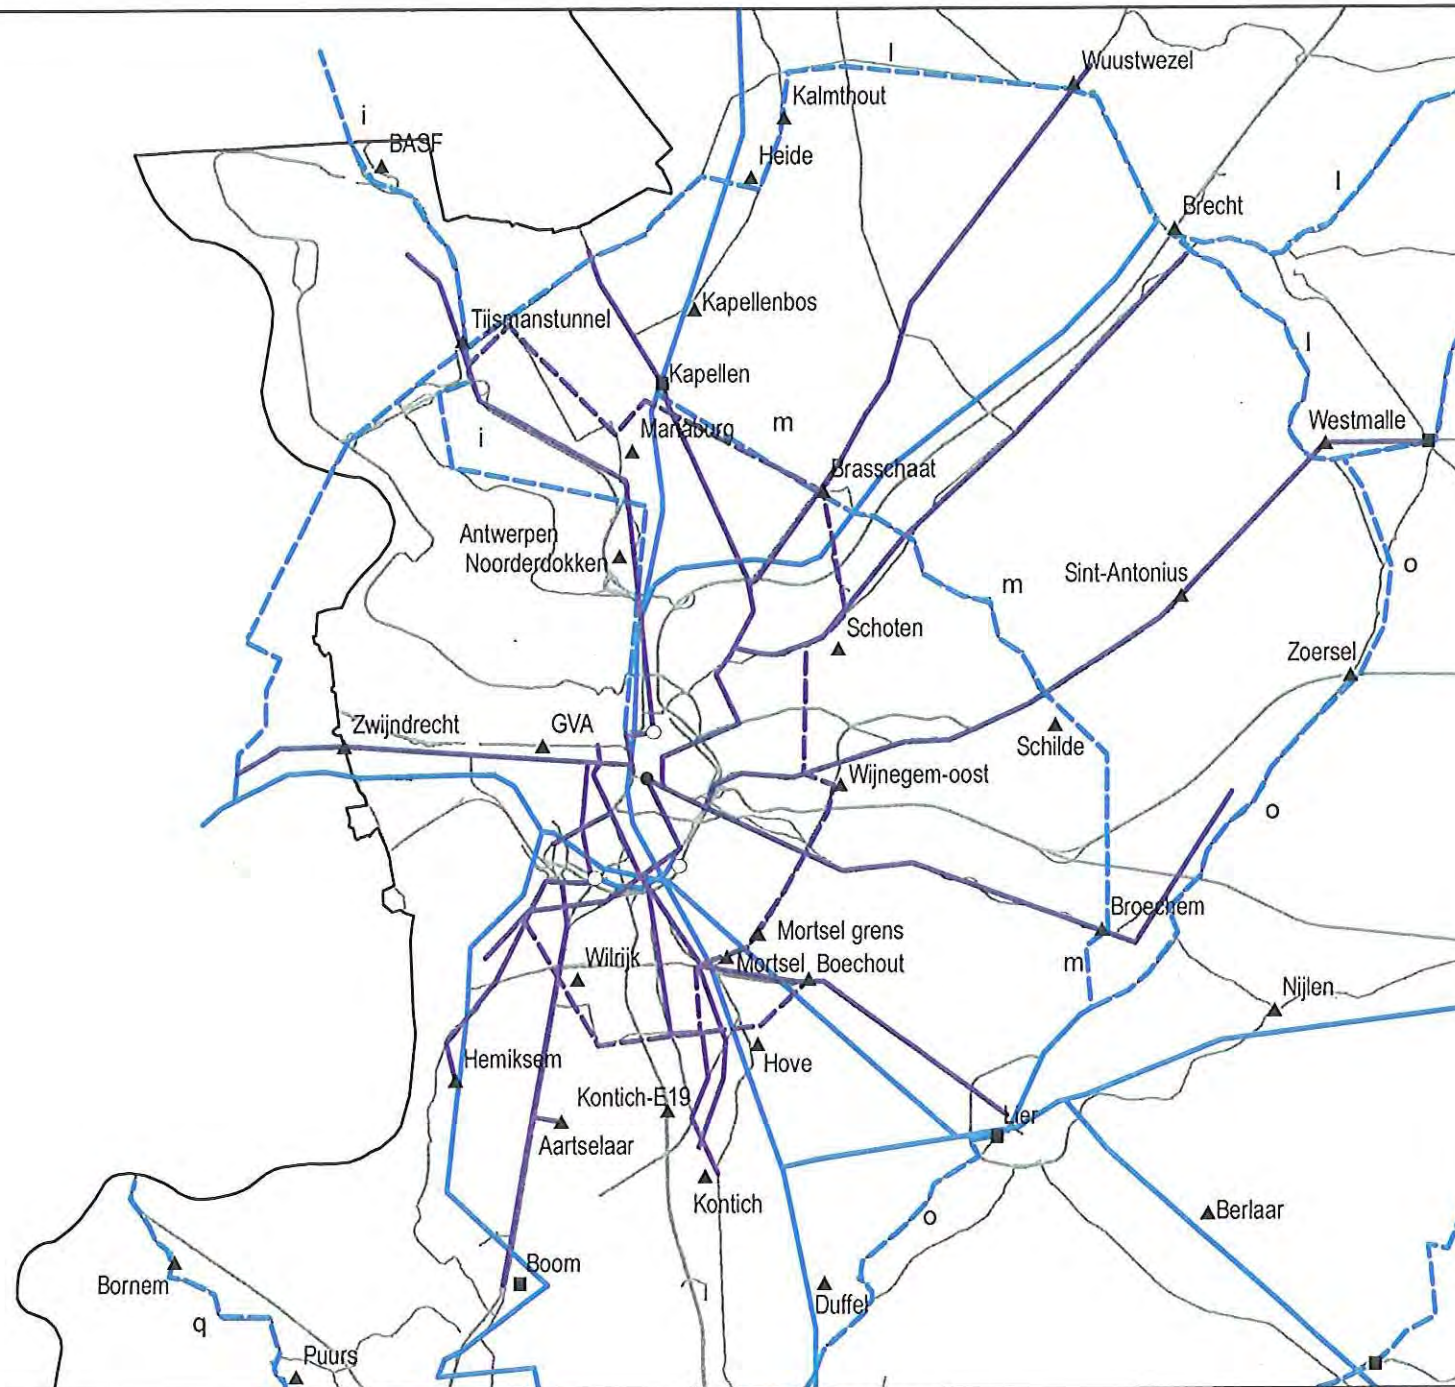 l
Wuustwezel
Kalmthout
i
BASF
Heide
l
Brecht
Kapellenbos
Tijsmanstunnel
l
Kapellen
Westmalle
m
i
Mariaburg
Brasschaat
Antwerpen
Noorderdokken
o
Sint-Antonius
m
Schoten
Zoersel
Zwijndrecht
GVA
Schilde
Wijnegem-oost
o
Broechem
Mortsel grens
Wilrijk
Mortsel
Boechout
m
Nijlen
Hemiksem
Hove
Kontich-E19
Lier
Aartselaar
Kontich
o
Berlaar
Boom
Bornem
Duffel
q
Puurs